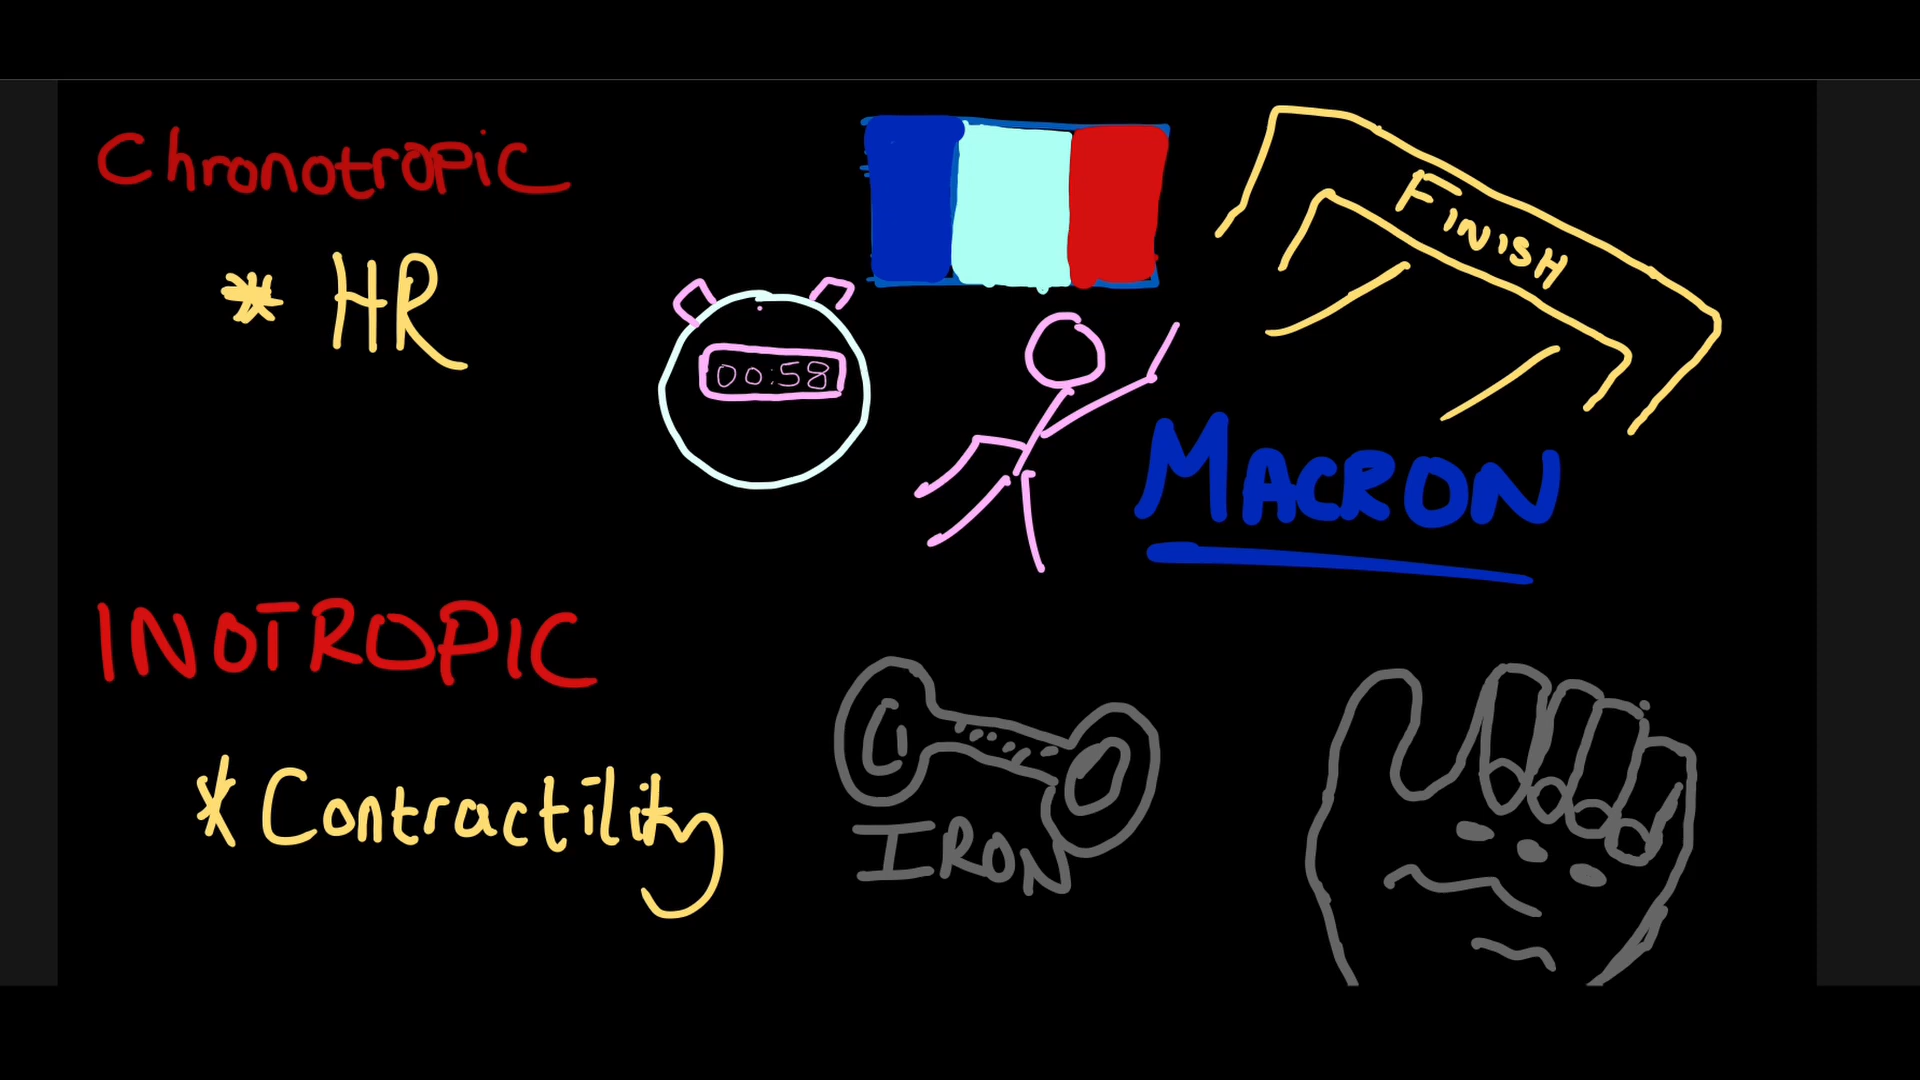 Chronotropic
* HR
FINISH
00:58
MACRON
INOTROPIC
* Contractility
IRON